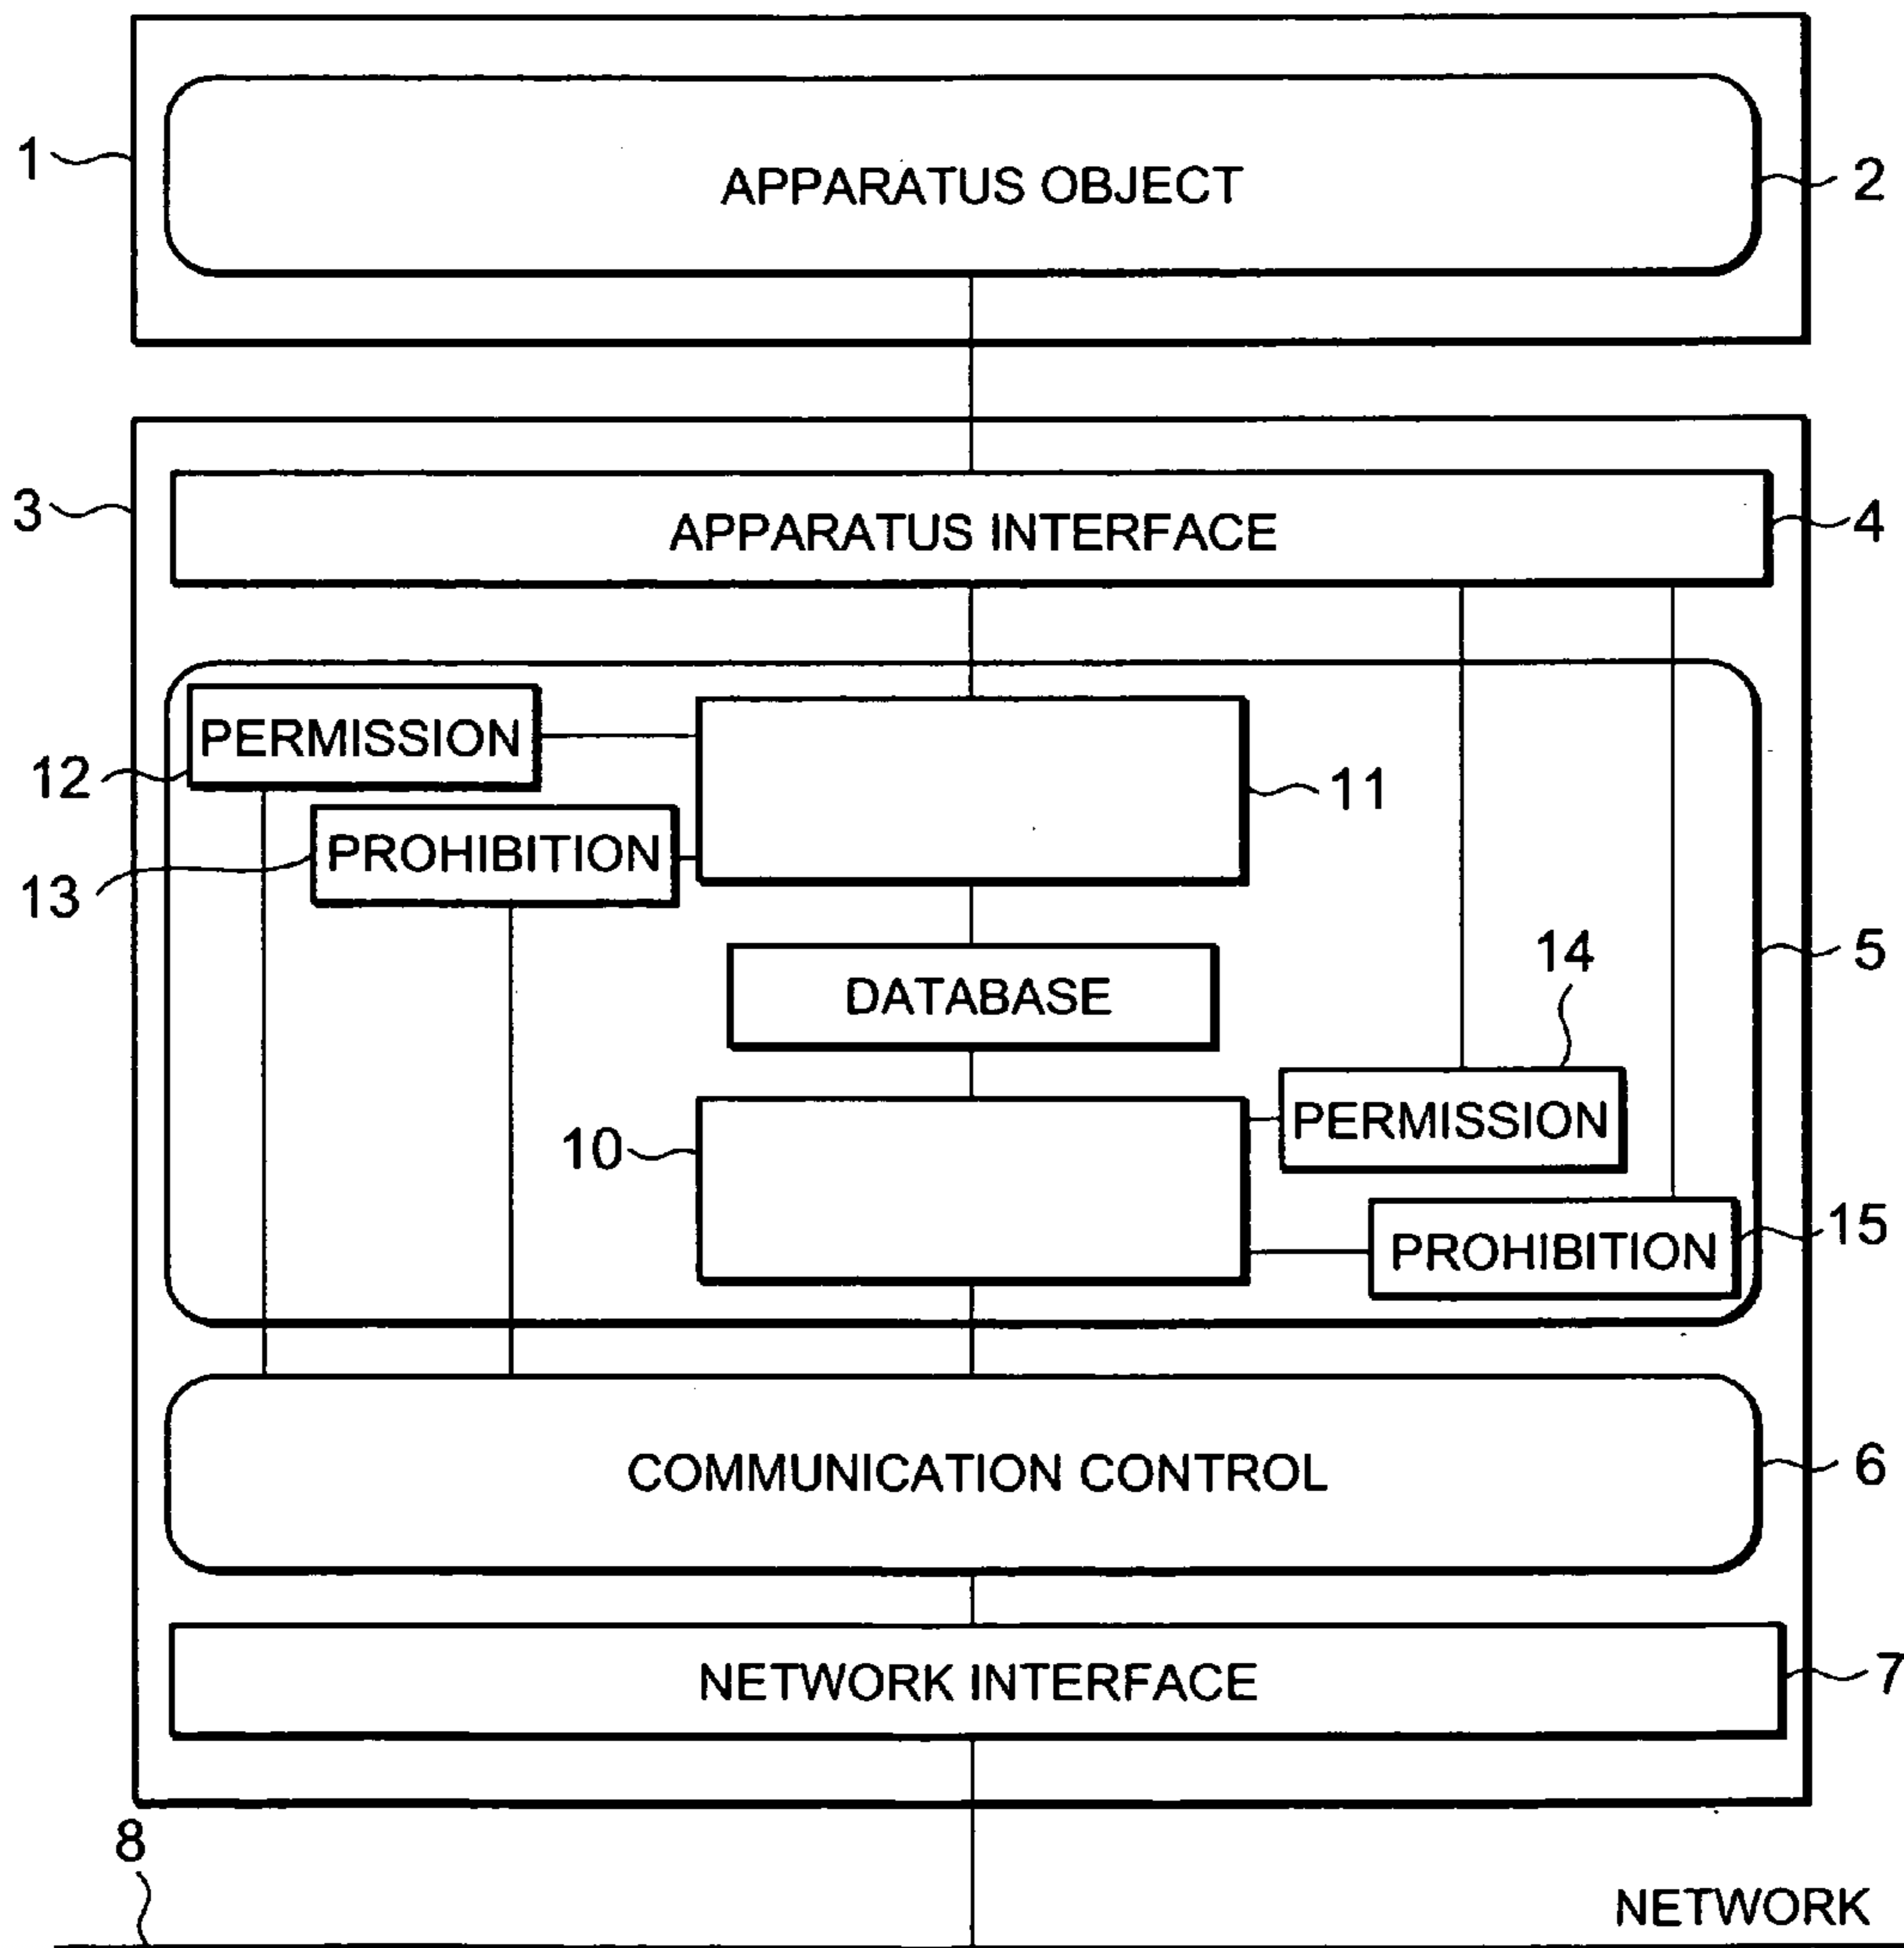 1
APPARATUS OBJECT
2
3
APPARATUS INTERFACE
4
PERMISSION
12
11
PROHIBITION
13
14
5
DATABASE
10
PERMISSION
15
PROHIBITION
COMMUNICATION CONTROL
6
NETWORK INTERFACE
7
8
NETWORK